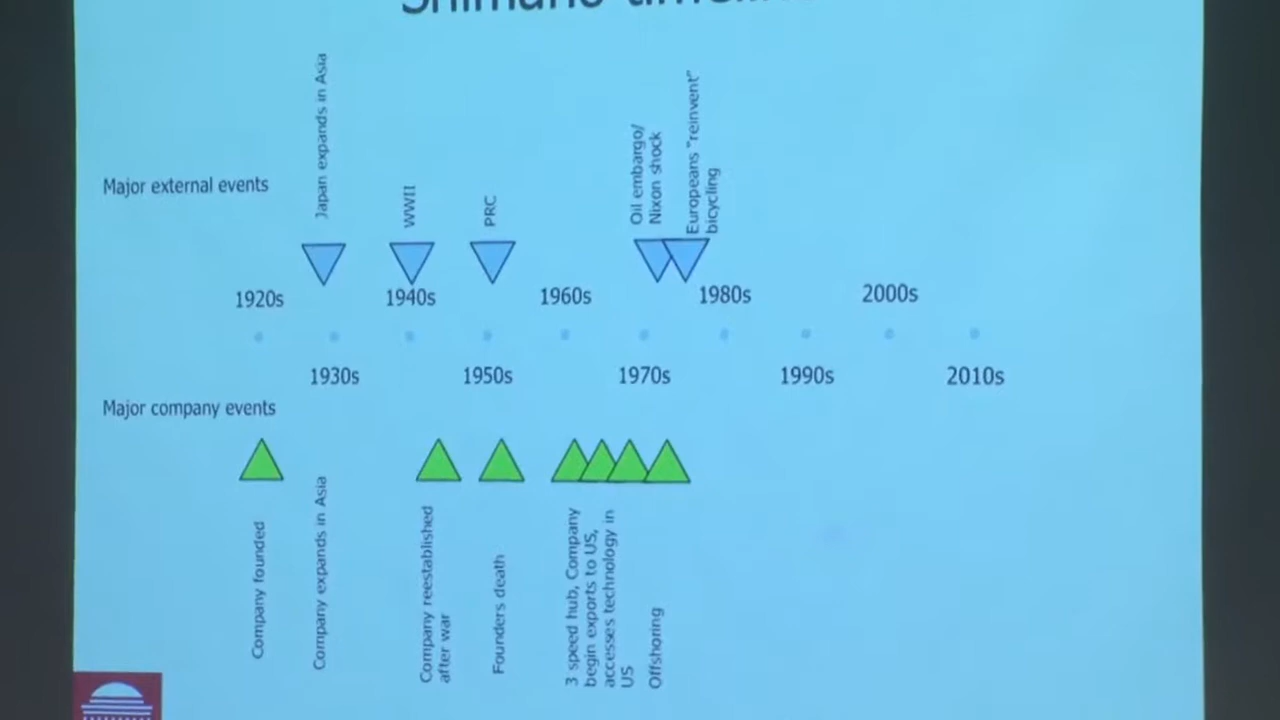 Shimano timeline
Japan expands in Asia
WWII
PRC
Oil embargo/
Nixon shock
Europeans "reinvent"
bicycling
Major external events
1920s
1940s
1960s
1980s
2000s
1930s
1950s
1970s
1990s
2010s
Major company events
Company founded
Company expands in Asia
Company reestablished
after war
Founders death
3 speed hub, Company
begin exports to US,
accesses technology in
US
Offshoring